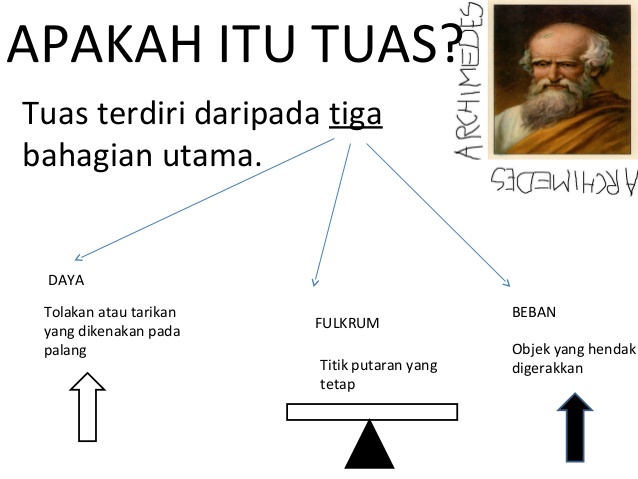 APAKAH ITU TUAS?
ARCHIMEDES
ARCHIMEDES
Tuas terdiri daripada tiga
bahagian utama.
DAYA
Tolakan atau tarikan
yang dikenakan pada
palang
FULKRUM
Titik putaran yang
tetap
BEBAN
Objek yang hendak
digerakkan